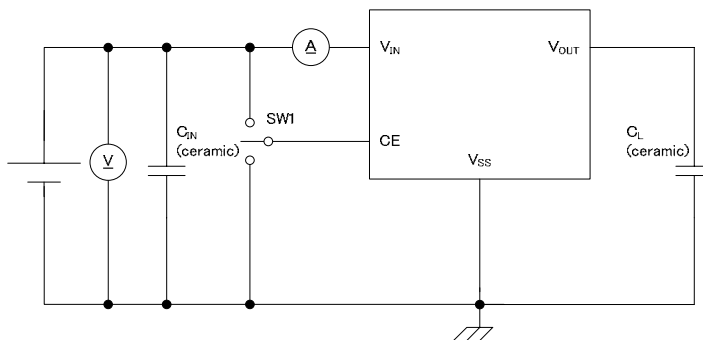 A
V_IN
V_OUT
SW1
C_IN
(ceramic)
V
CE
C_L
(ceramic)
V_SS